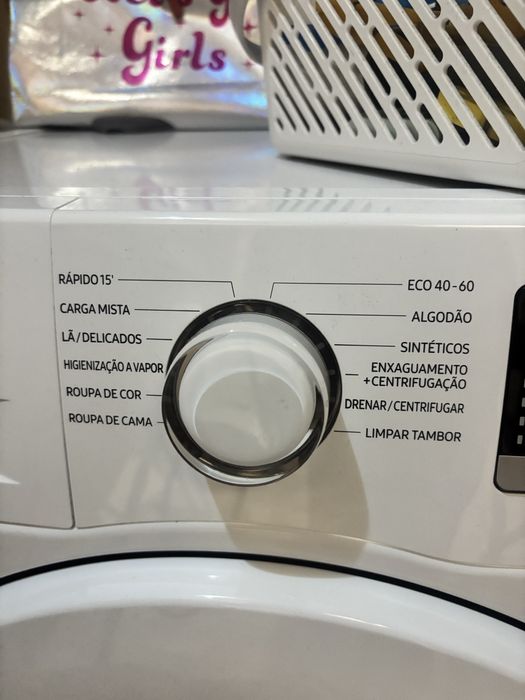 Girls
RÁPIDO 15'
CARGA MISTA
LÃ/DELICADOS
HIGIENIZAÇÃO A VAPOR
ROUPA DE COR
ROUPA DE CAMA
ECO 40-60
ALGODÃO
SINTÉTICOS
ENXAGUAMENTO
+CENTRIFUGAÇÃO
DRENAR/CENTRIFUGAR
LIMPAR TAMBOR